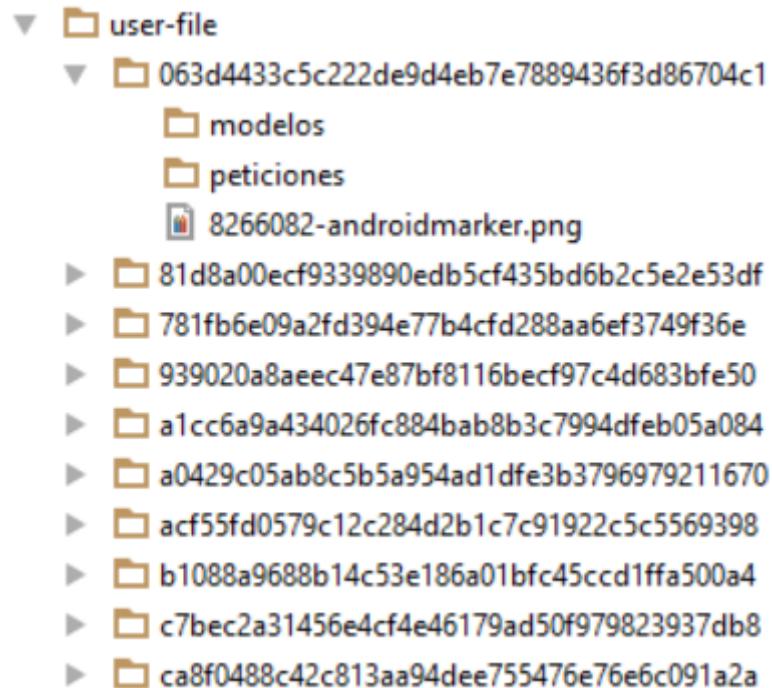 user-file
063d4433c5c222de9d4eb7e7889436f3d86704c1
modelos
peticiones
8266082-androidmarker.png
81d8a00ecf9339890edb5cf435bd6b2c5e2e53df
781fb6e09a2fd394e77b4cfd288aa6ef3749f36e
939020a8aeec47e87bf8116becf97c4d683bfe50
a1cc6a9a434026fc884bab8b3c7994dfeb05a084
a0429c05ab8c5b5a954ad1dfe3b3796979211670
acf55fd0579c12c284d2b1c7c91922c5c5569398
b1088a9688b14c53e186a01bfc45ccd1ffa500a4
c7bec2a31456e4cf4e46179ad50f979823937db8
ca8f0488c42c813aa94dee755476e76e6c091a2a